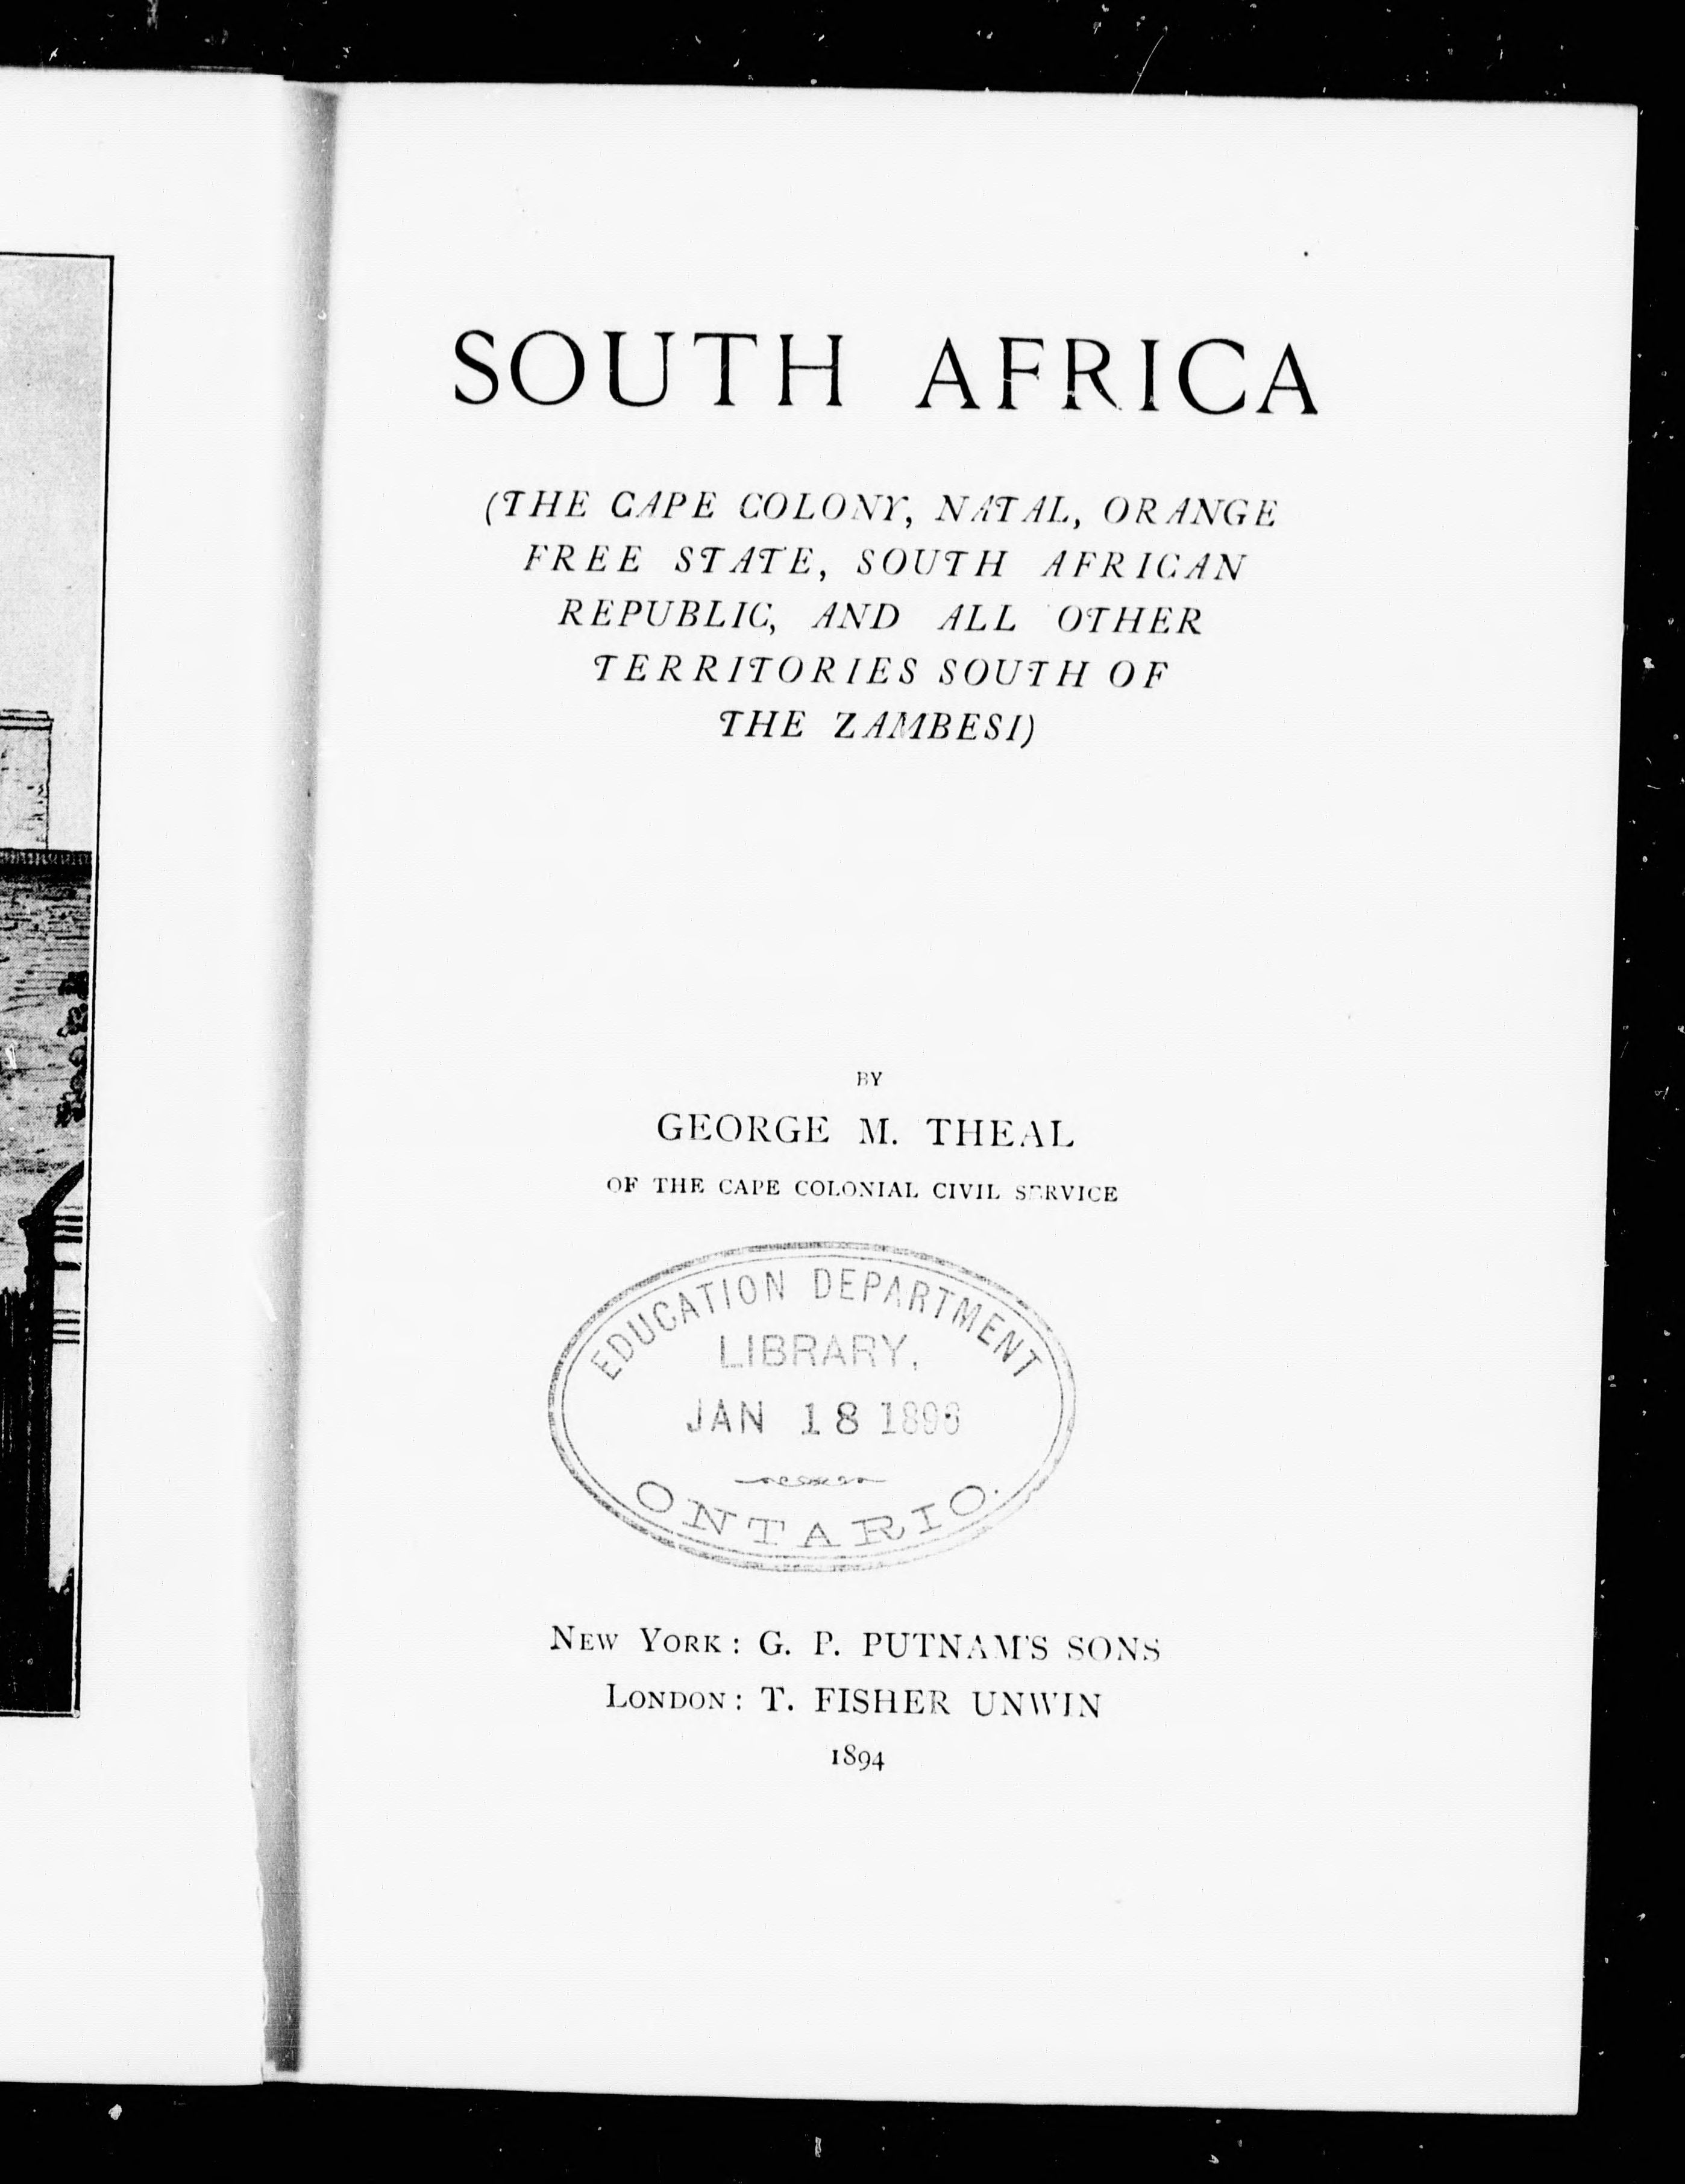 SOUTH AFRICA
(THE CAPE COLONY, NATAL, ORANGE
FREE STATE, SOUTH AFRICAN
REPUBLIC, AND ALL OTHER
TERRITORIES SOUTH OF
THE ZAMBESI)
BY
GEORGE M. THEAL
OF THE CAPE COLONIAL CIVIL SERVICE
EDUCATION DEPARTMENT
LIBRARY,
JAN 18 1896
ONTARIO.
NEW YORK: G. P. PUTNAM'S SONS
LONDON: T. FISHER UNWIN
1894